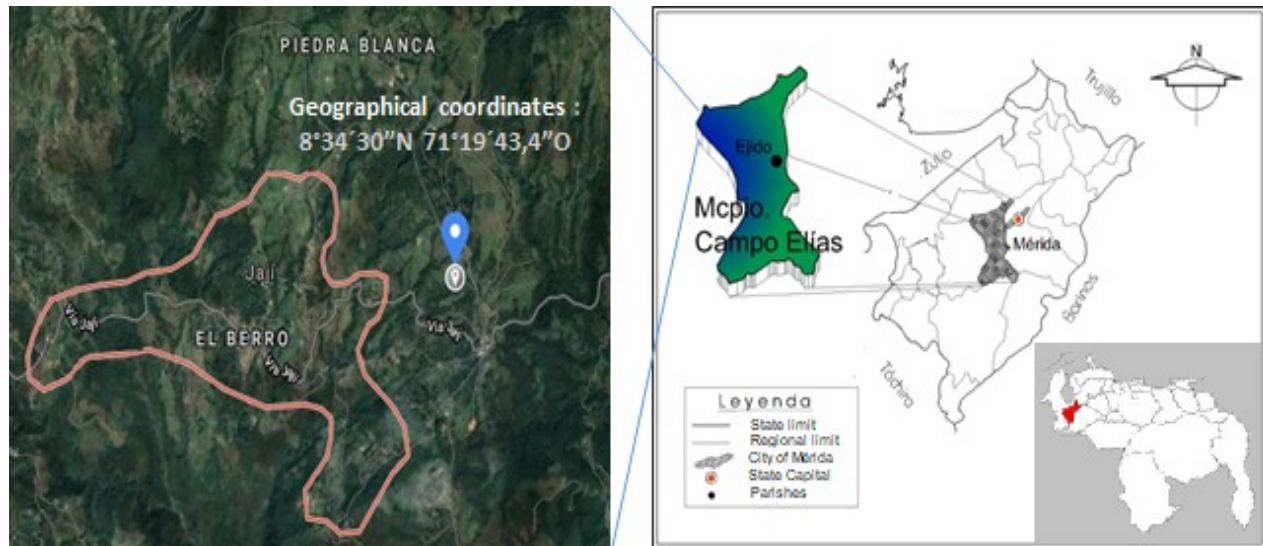 PIEDRA BLANCA
Geographical coordinates :
8°34´30”N 71°19´43,4”O
Jají
EL BERRO
Vía Jají
Vía Jají
Vía Jají
N
Trujillo
Zulia
Ejido
Mcpio.
Campo Elías
Mérida
Barinas
Táchira
Leyenda
State limit
Regional limit
City of Mérida
State Capital
Parishes